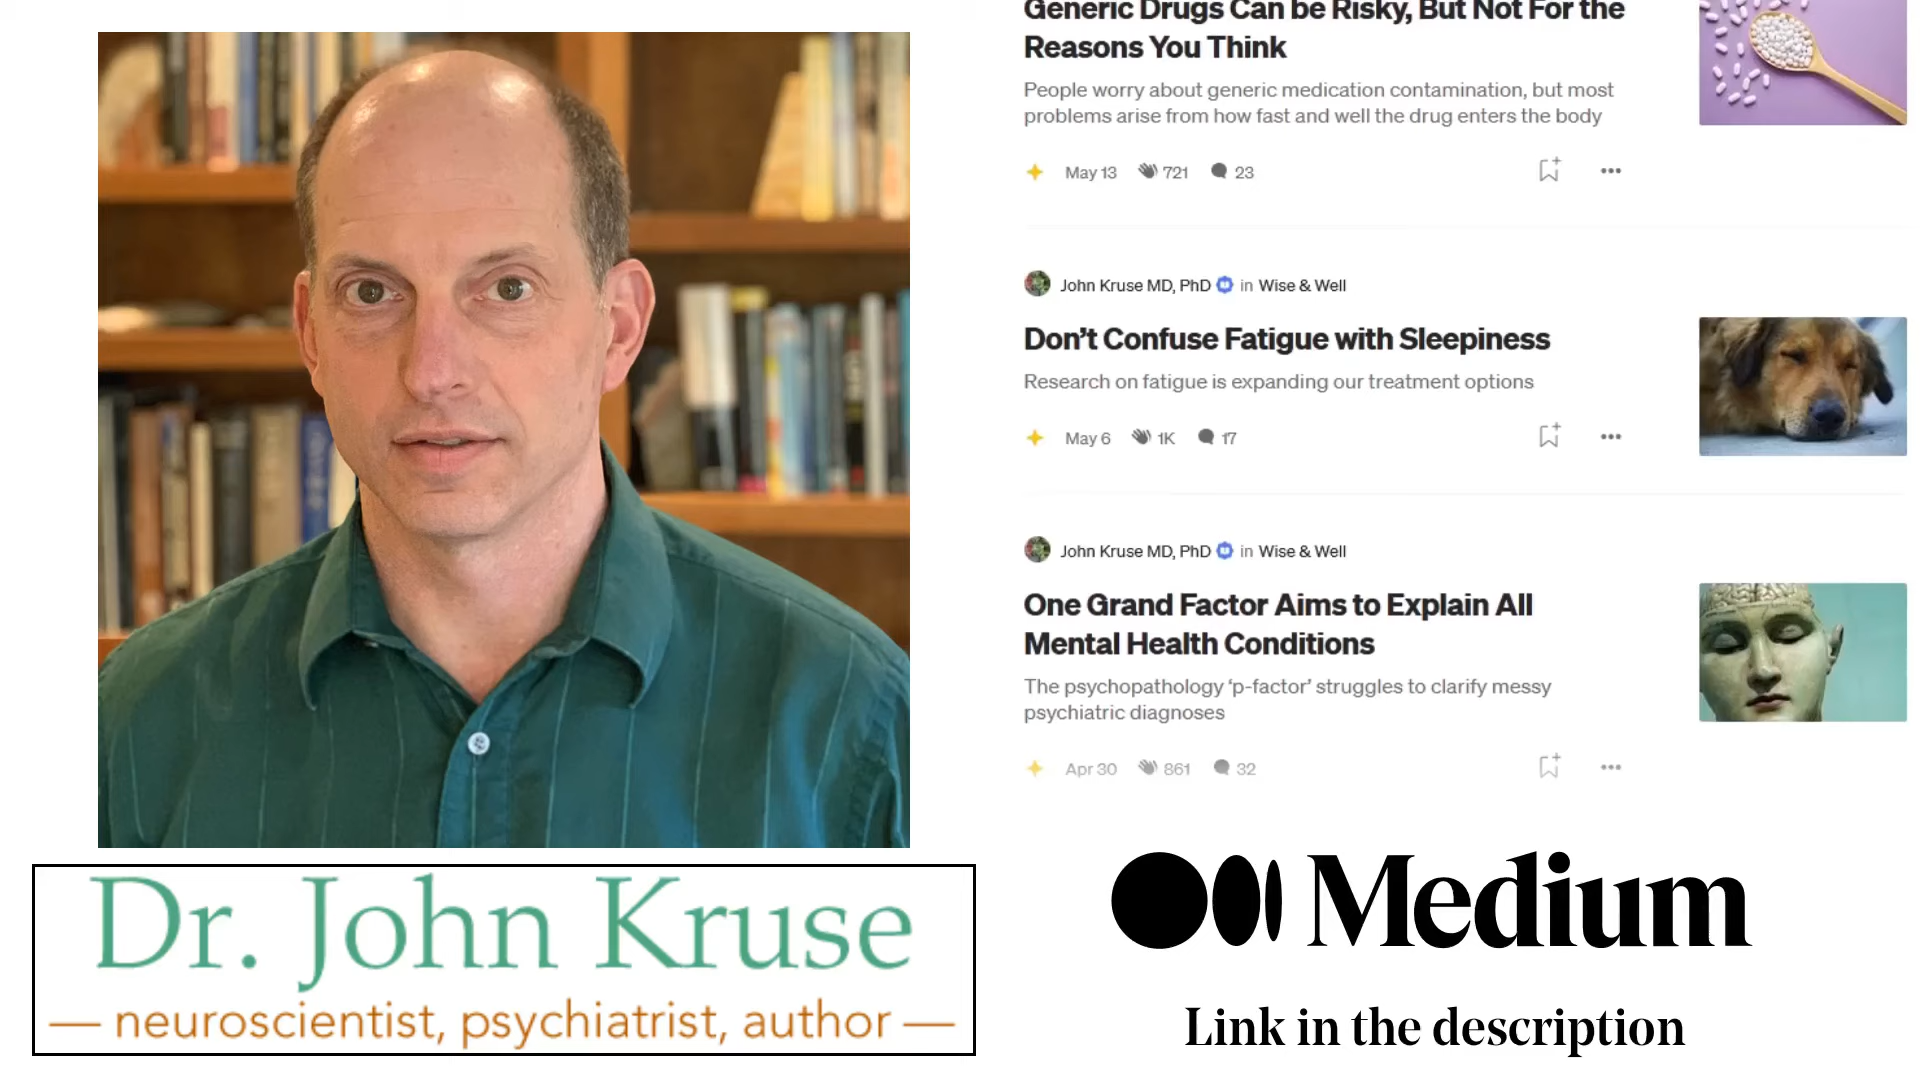 Dr. John Kruse
— neuroscientist, psychiatrist, author —
Generic Drugs Can be Risky, But Not For the
Reasons You Think
People worry about generic medication contamination, but most
problems arise from how fast and well the drug enters the body
May 13 721 23
John Kruse MD, PhD in Wise & Well
Don’t Confuse Fatigue with Sleepiness
Research on fatigue is expanding our treatment options
May 6 1K 17
John Kruse MD, PhD in Wise & Well
One Grand Factor Aims to Explain All
Mental Health Conditions
The psychopathology ‘p-factor’ struggles to clarify messy
psychiatric diagnoses
Apr 30 861 32
Medium
Link in the description